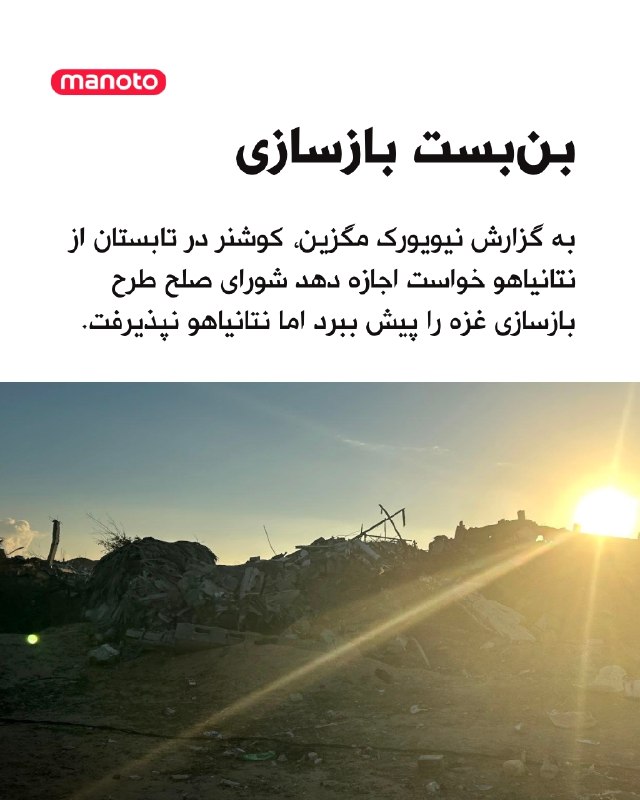 manoto
بن‌بست بازسازی
به گزارش نیویورک مگزین، کوشنر در تابستان از
نتانیاهو خواست اجازه دهد شورای صلح طرح
بازسازی غزه را پیش ببرد اما نتانیاهو نپذیرفت.